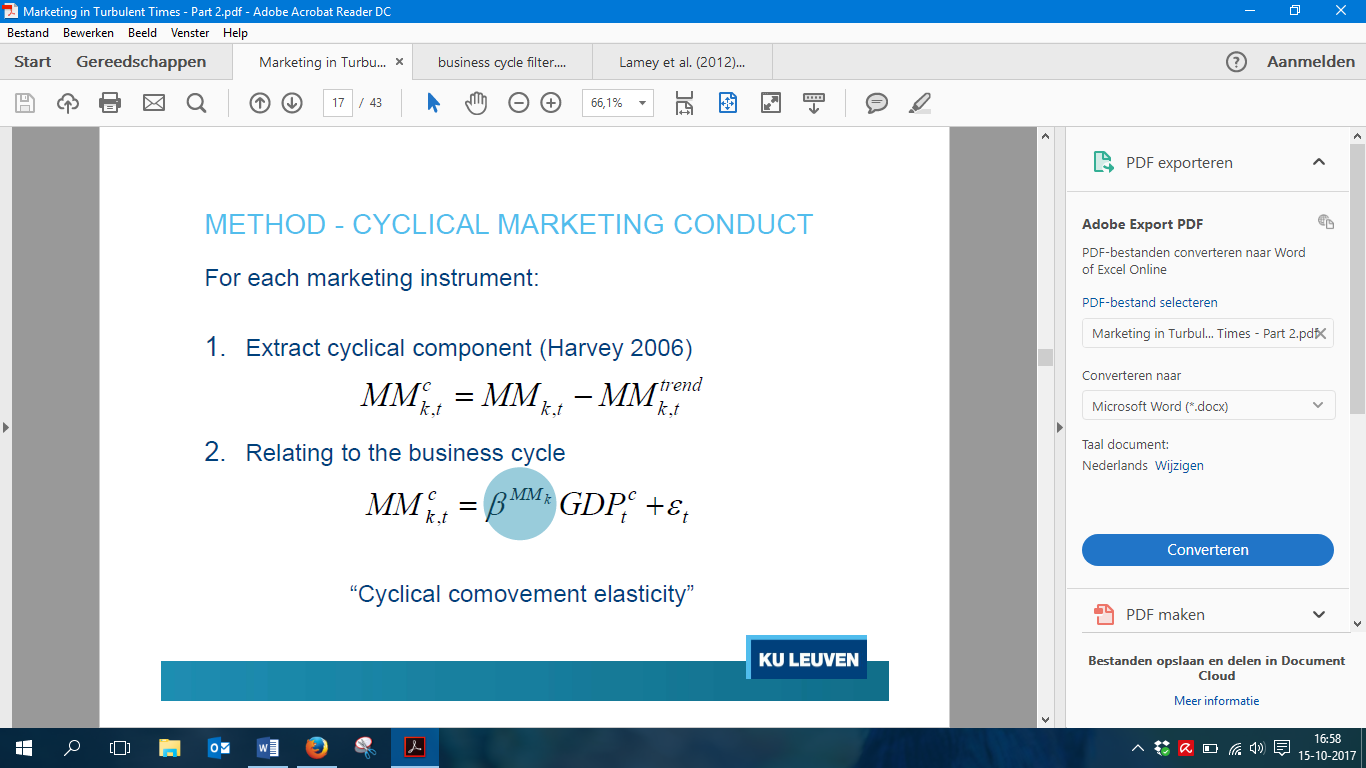 Marketing in Turbulent Times - Part 2.pdf - Adobe Acrobat Reader DC
Bestand Bewerken Beeld Venster Help
Start Gereedschappen Marketing in Turbu... × business cycle filter.... Lamey et al. (2012)... ? Aanmelden
17 / 43 66,1%
METHOD - CYCLICAL MARKETING CONDUCT
For each marketing instrument:
1. Extract cyclical component (Harvey 2006)
MM^c_{k,t} = MM_{k,t} − MM^{trend}_{k,t}
2. Relating to the business cycle
MM^c_{k,t} = β^{MM_k} GDP^c_t + ε_t
“Cyclical comovement elasticity”
KU LEUVEN
PDF exporteren
Adobe Export PDF
PDF-bestanden converteren naar Word
of Excel Online
PDF-bestand selecteren
Marketing in Turbul... Times - Part 2.pdf
Converteren naar
Microsoft Word (*.docx)
Taal document:
Nederlands Wijzigen
Converteren
PDF maken
Bestanden opslaan en delen in Document
Cloud
Meer informatie
16:58
15-10-2017